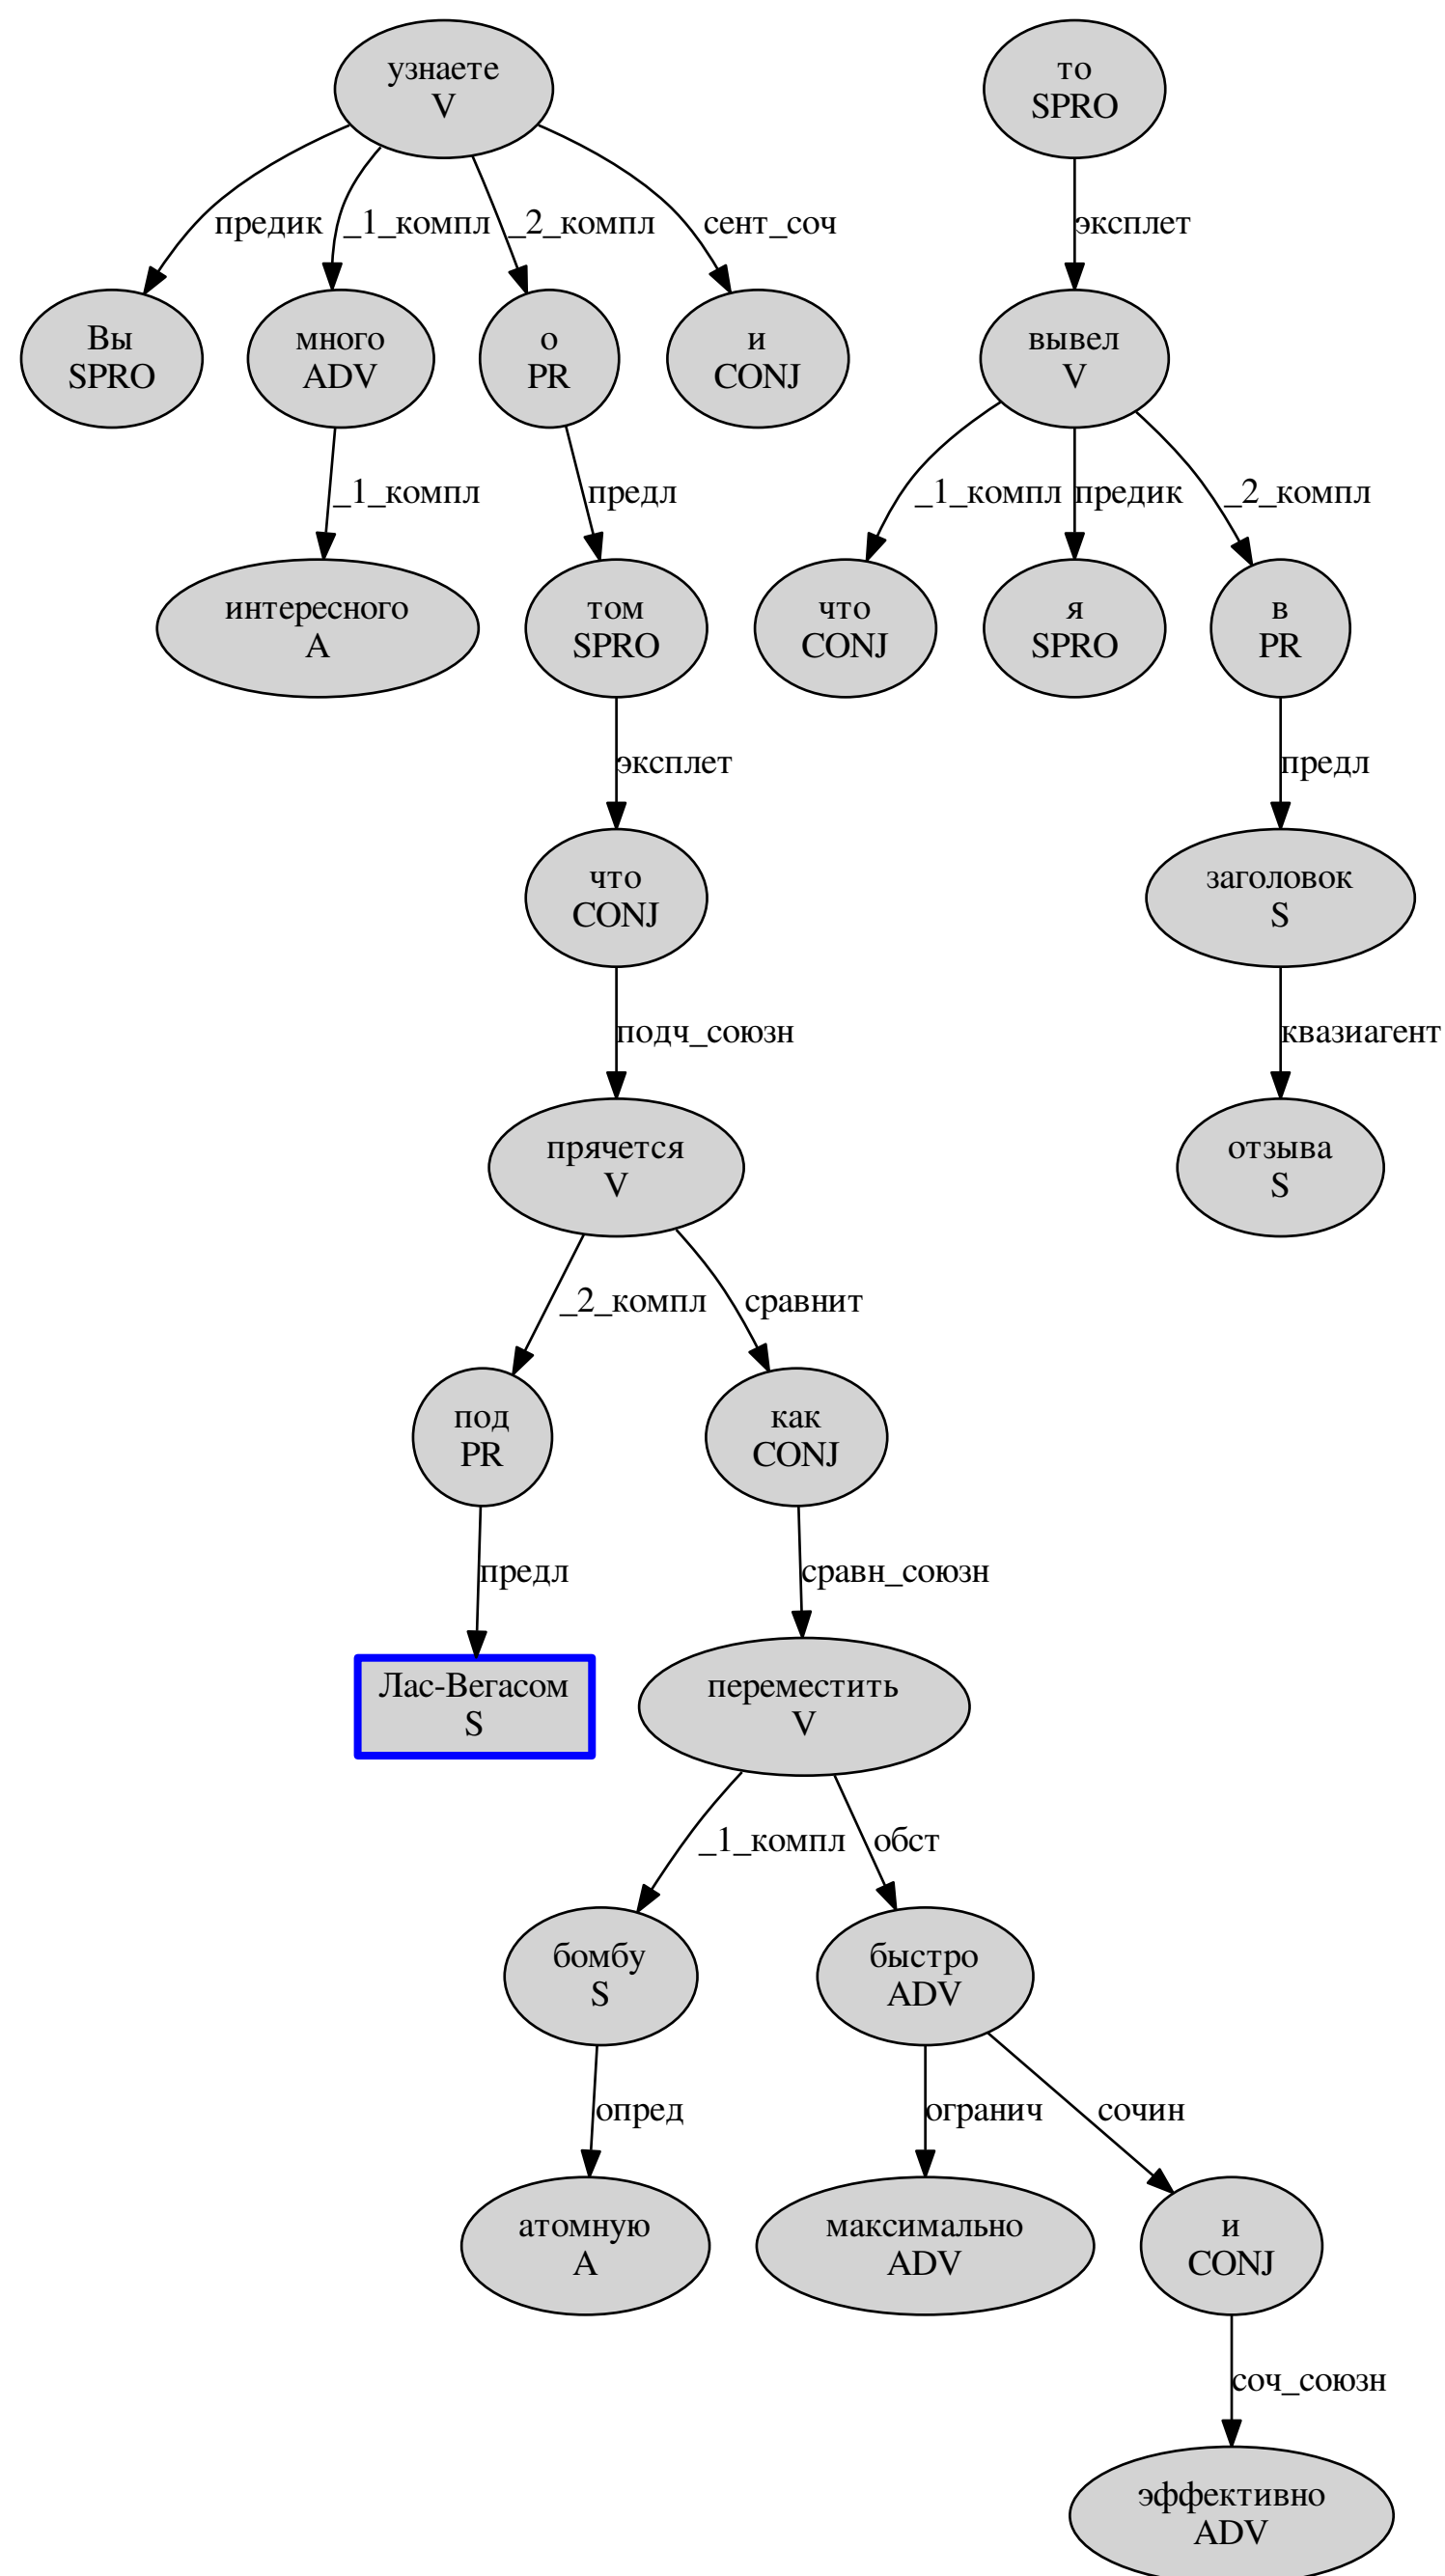 узнаете
V
то
SPRO
предик
_1_компл
_2_компл
сент_соч
эксплет
Вы
SPRO
много
ADV
о
PR
и
CONJ
вывел
V
_1_компл
предл
_1_компл
предик
_2_компл
интересного
A
том
SPRO
что
CONJ
я
SPRO
в
PR
эксплет
предл
что
CONJ
заголовок
S
подч_союзн
квазиагент
прячется
V
отзыва
S
_2_компл
сравнит
под
PR
как
CONJ
предл
сравн_союзн
Лас-Вегасом
S
переместить
V
_1_компл
обст
бомбу
S
быстро
ADV
опред
огранич
сочин
атомную
A
максимально
ADV
и
CONJ
соч_союзн
эффективно
ADV